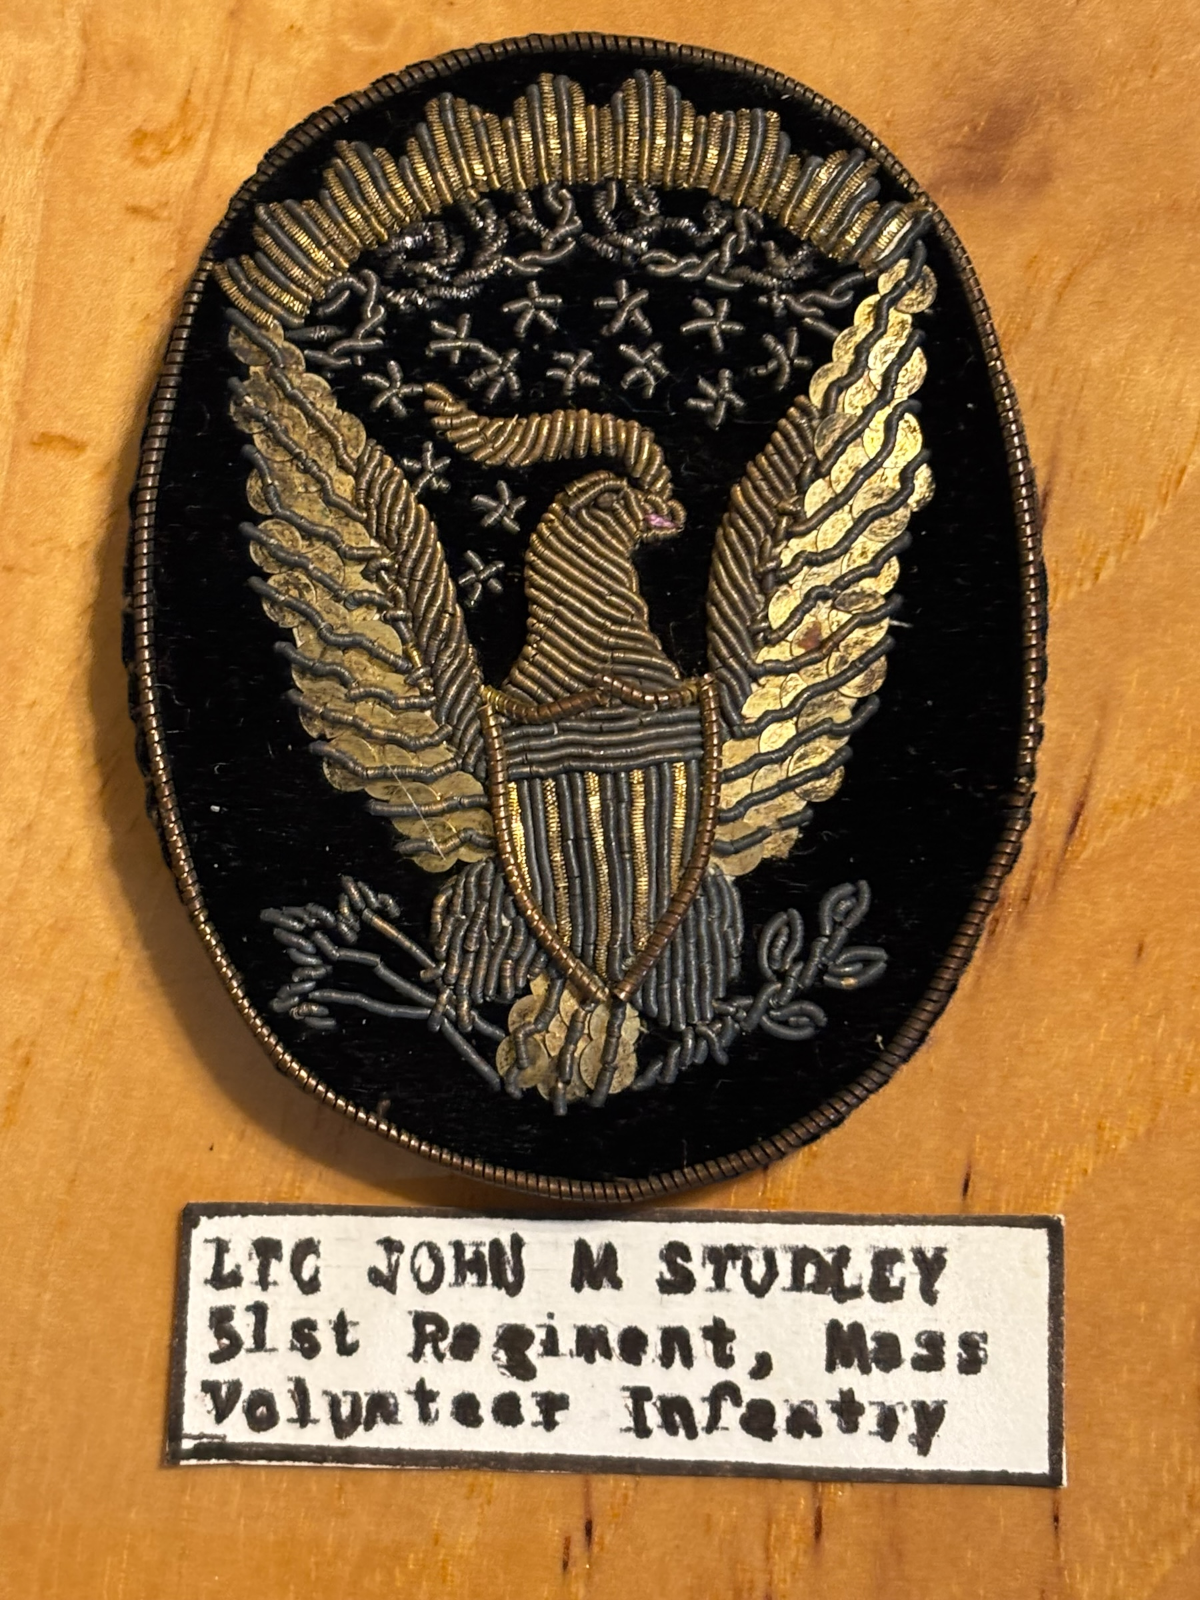 LTC JOHN M STUDLEY
51st Regiment, Mass
Volunteer Infantry